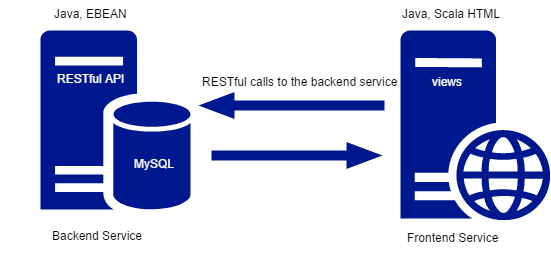 Java, EBEAN
Java, Scala HTML
RESTful API
RESTful calls to the backend service
views
MySQL
Backend Service
Frontend Service